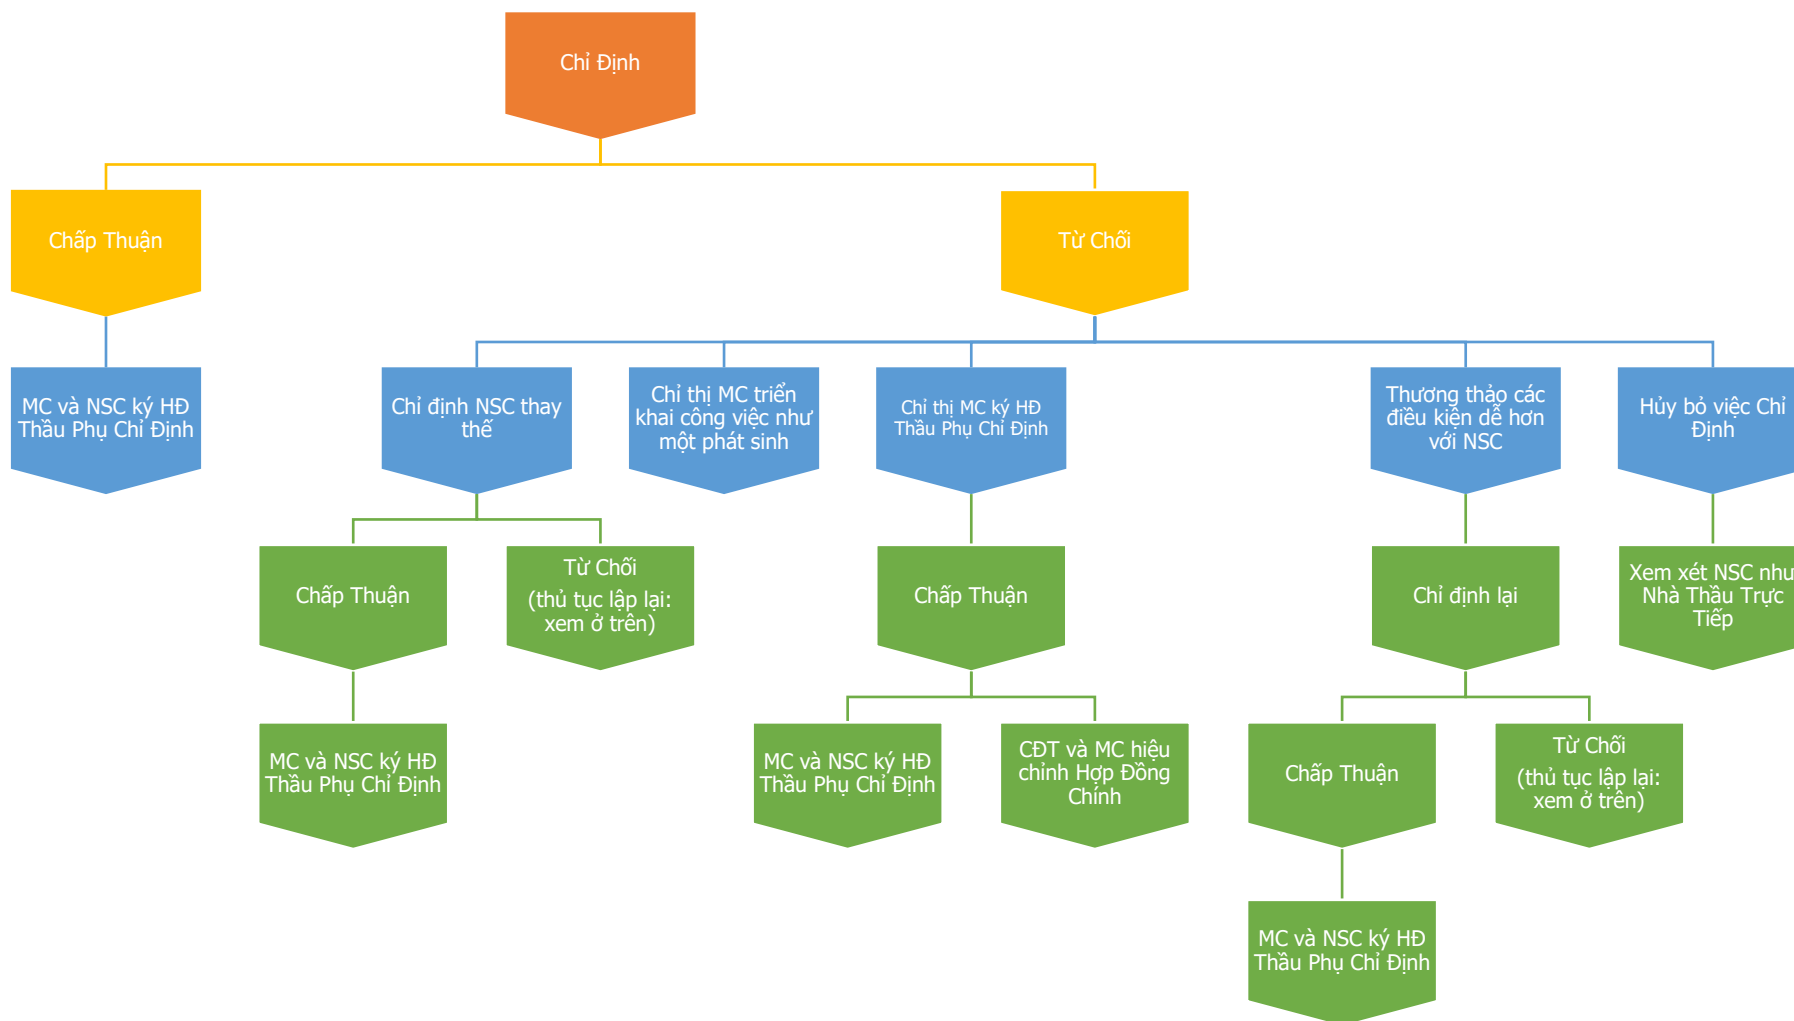 Chỉ Định
Chấp Thuận
Từ Chối
MC và NSC ký HĐ
Thầu Phụ Chỉ Định
Chỉ định NSC thay
thế
Chỉ thị MC triển
khai công việc như
một phát sinh
Chỉ thị MC ký HĐ
Thầu Phụ Chỉ Định
Thương thảo các
điều kiện dễ hơn
với NSC
Hủy bỏ việc Chỉ
Định
Chấp Thuận
Từ Chối
(thủ tục lập lại:
xem ở trên)
Chấp Thuận
Chỉ định lại
Xem xét NSC như
Nhà Thầu Trực
Tiếp
MC và NSC ký HĐ
Thầu Phụ Chỉ Định
MC và NSC ký HĐ
Thầu Phụ Chỉ Định
CĐT và MC hiệu
chỉnh Hợp Đồng
Chính
Chấp Thuận
Từ Chối
(thủ tục lập lại:
xem ở trên)
MC và NSC ký HĐ
Thầu Phụ Chỉ Định